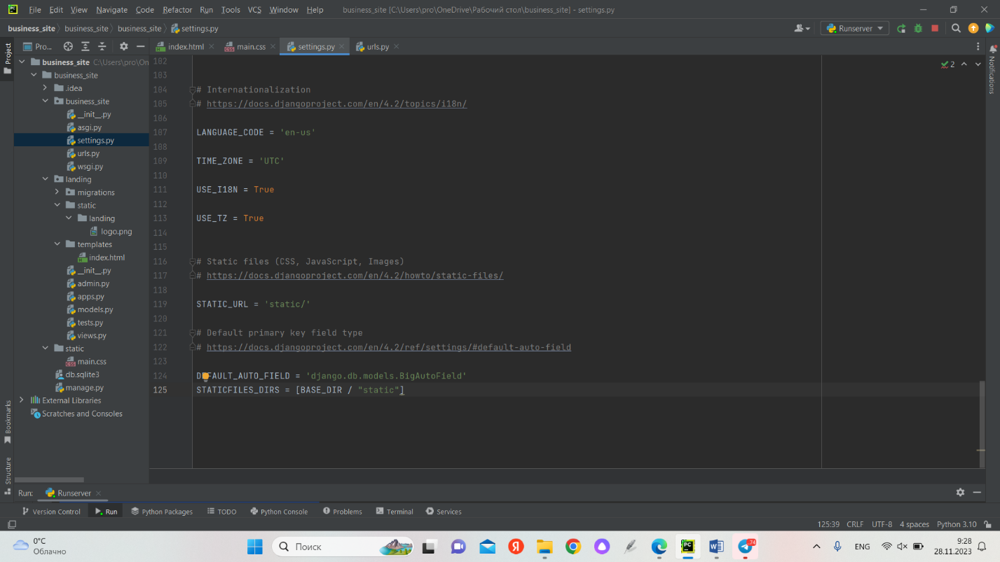 File Edit View Navigate Code Refactor Run Tools VCS Window Help business_site [C:\Users\pro\OneDrive\Рабочий стол\business_site] - settings.py
business_site business_site business_site settings.py Runserver
Project Pro... index.html main.css settings.py urls.py
business_site C:\Users\pro\On
business_site
.idea
business_site
__init__.py
asgi.py
settings.py
urls.py
wsgi.py
landing
migrations
static
landing
logo.png
templates
index.html
__init__.py
admin.py
apps.py
models.py
tests.py
views.py
static
main.css
db.sqlite3
manage.py
External Libraries
Scratches and Consoles
102
103
104 # Internationalization
105 # https://docs.djangoproject.com/en/4.2/topics/i18n/
106
107 LANGUAGE_CODE = 'en-us'
108
109 TIME_ZONE = 'UTC'
110
111 USE_I18N = True
112
113 USE_TZ = True
114
115
116 # Static files (CSS, JavaScript, Images)
117 # https://docs.djangoproject.com/en/4.2/howto/static-files/
118
119 STATIC_URL = 'static/'
120
121 # Default primary key field type
122 # https://docs.djangoproject.com/en/4.2/ref/settings/#default-auto-field
123
124 DEFAULT_AUTO_FIELD = 'django.db.models.BigAutoField'
125 STATICFILES_DIRS = [BASE_DIR / "static"]
2
Notifications
Bookmarks
Structure
Run: Runserver
Version Control Run Python Packages TODO Python Console Problems Terminal Services
125:39 CRLF UTF-8 4 spaces Python 3.10
0°C
Облачно
Поиск
PC
74
ENG
9:28
28.11.2023